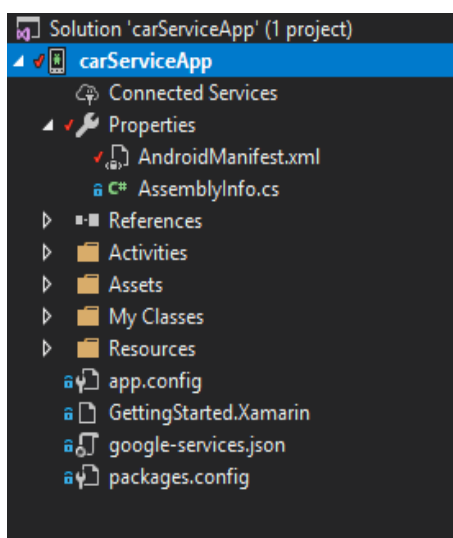 Solution 'carServiceApp' (1 project)
carServiceApp
Connected Services
Properties
AndroidManifest.xml
C# AssemblyInfo.cs
References
Activities
Assets
My Classes
Resources
app.config
GettingStarted.Xamarin
google-services.json
packages.config